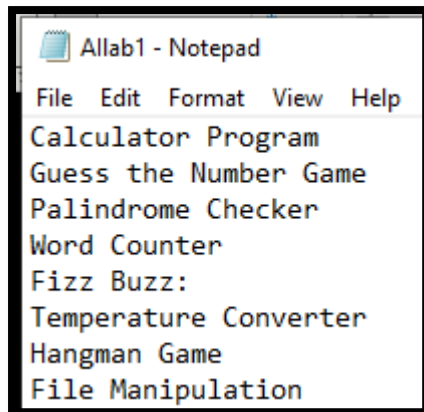 Allab1 - Notepad
File Edit Format View Help
Calculator Program
Guess the Number Game
Palindrome Checker
Word Counter
Fizz Buzz:
Temperature Converter
Hangman Game
File Manipulation